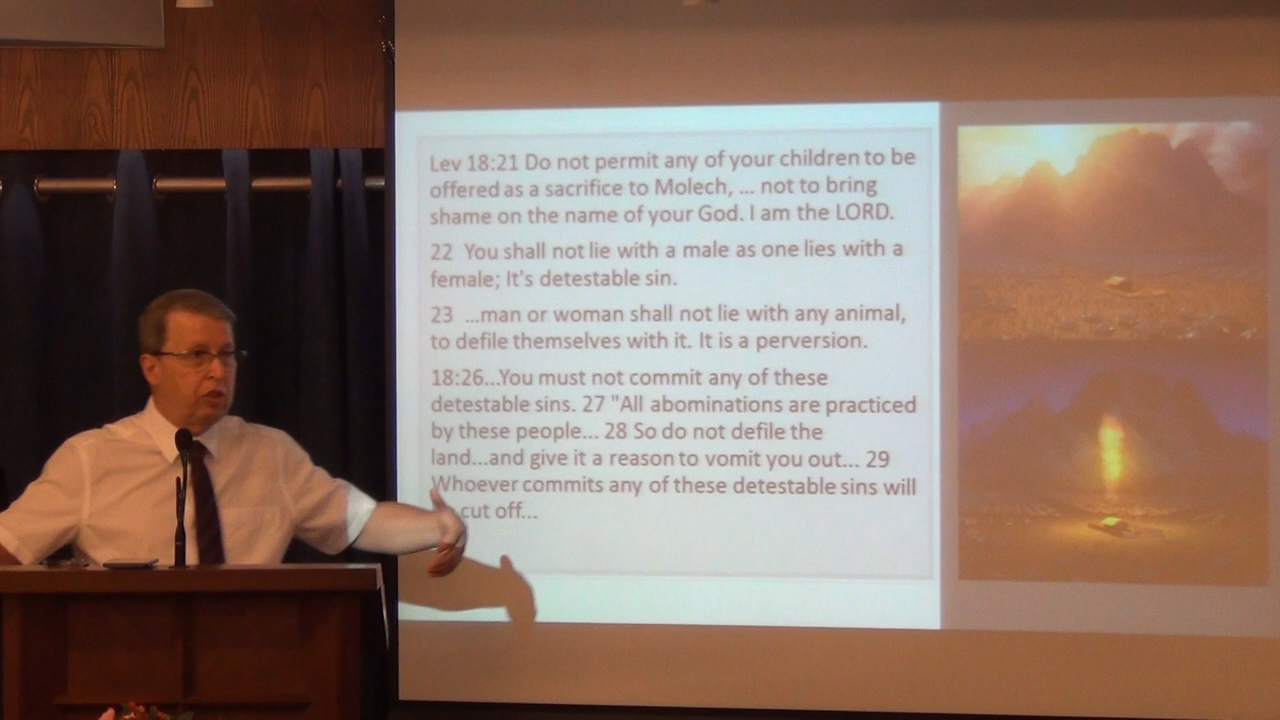 Lev 18:21 Do not permit any of your children to be
offered as a sacrifice to Molech, ... not to bring
shame on the name of your God. I am the LORD.
22  You shall not lie with a male as one lies with a
female; It's detestable sin.
23  ...man or woman shall not lie with any animal,
to defile themselves with it. It is a perversion.
18:26...You must not commit any of these
detestable sins. 27 "All abominations are practiced
by these people... 28 So do not defile the
land...and give it a reason to vomit you out... 29
Whoever commits any of these detestable sins will
cut off...